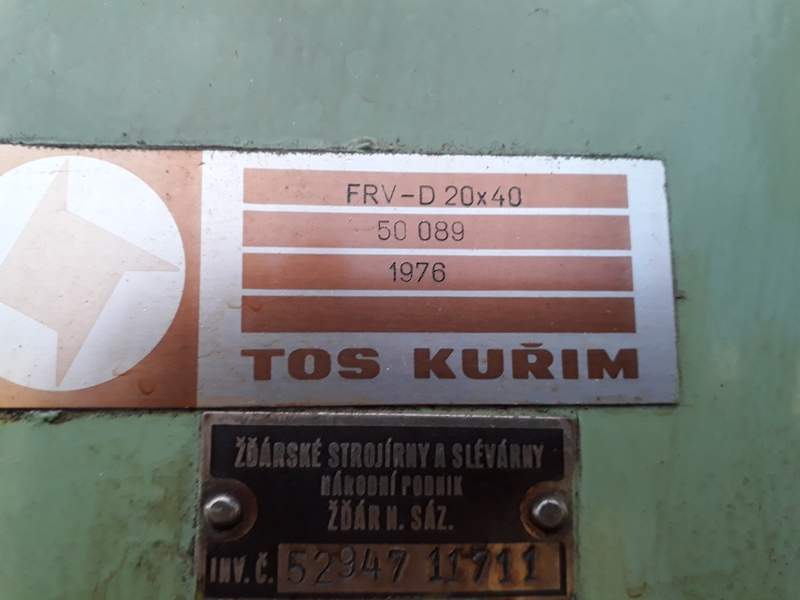 FRV-D 20x40
50 089
1976
TOS KUŘIM
ŽĎÁRSKÉ STROJÍRNY A SLÉVÁRNY
NÁRODNÍ PODNIK
ŽĎÁR N. SÁZ.
INV. Č. 52947 11711